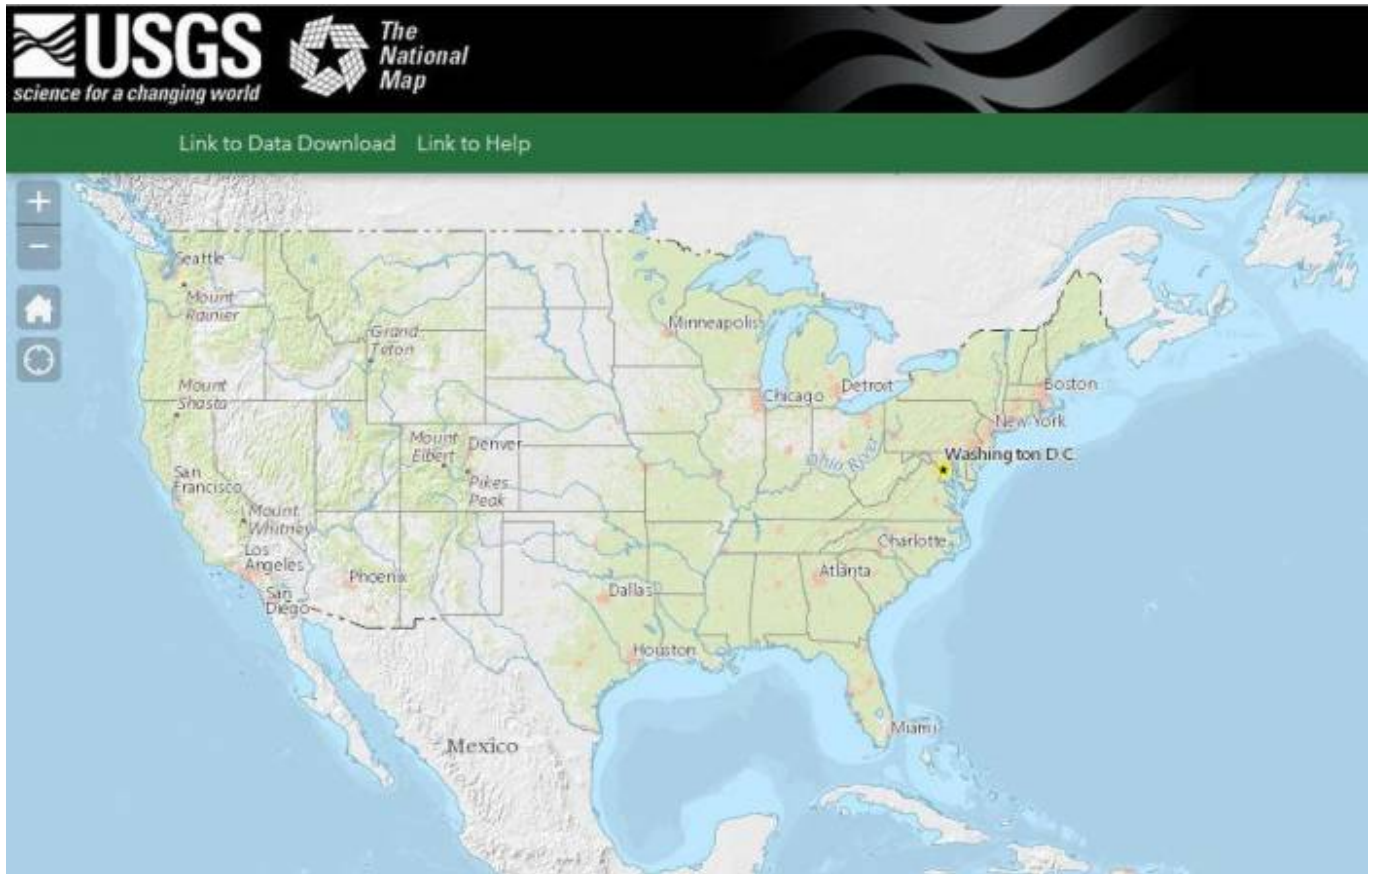 USGS
science for a changing world
The
National
Map
Link to Data Download Link to Help
+
−
Seattle
Mount
Rainier
Grand
Teton
Minneapolis
Mount
Shasta
Chicago
Detroit
Boston
New York
Mount
Elbert
Denver
Ohio River
Washington D C
San
Francisco
Pikes
Peak
Mount
Whitney
Los
Angeles
Charlotte
Phoenix
Atlanta
San
Diego
Dallas
Houston
Miami
Mexico